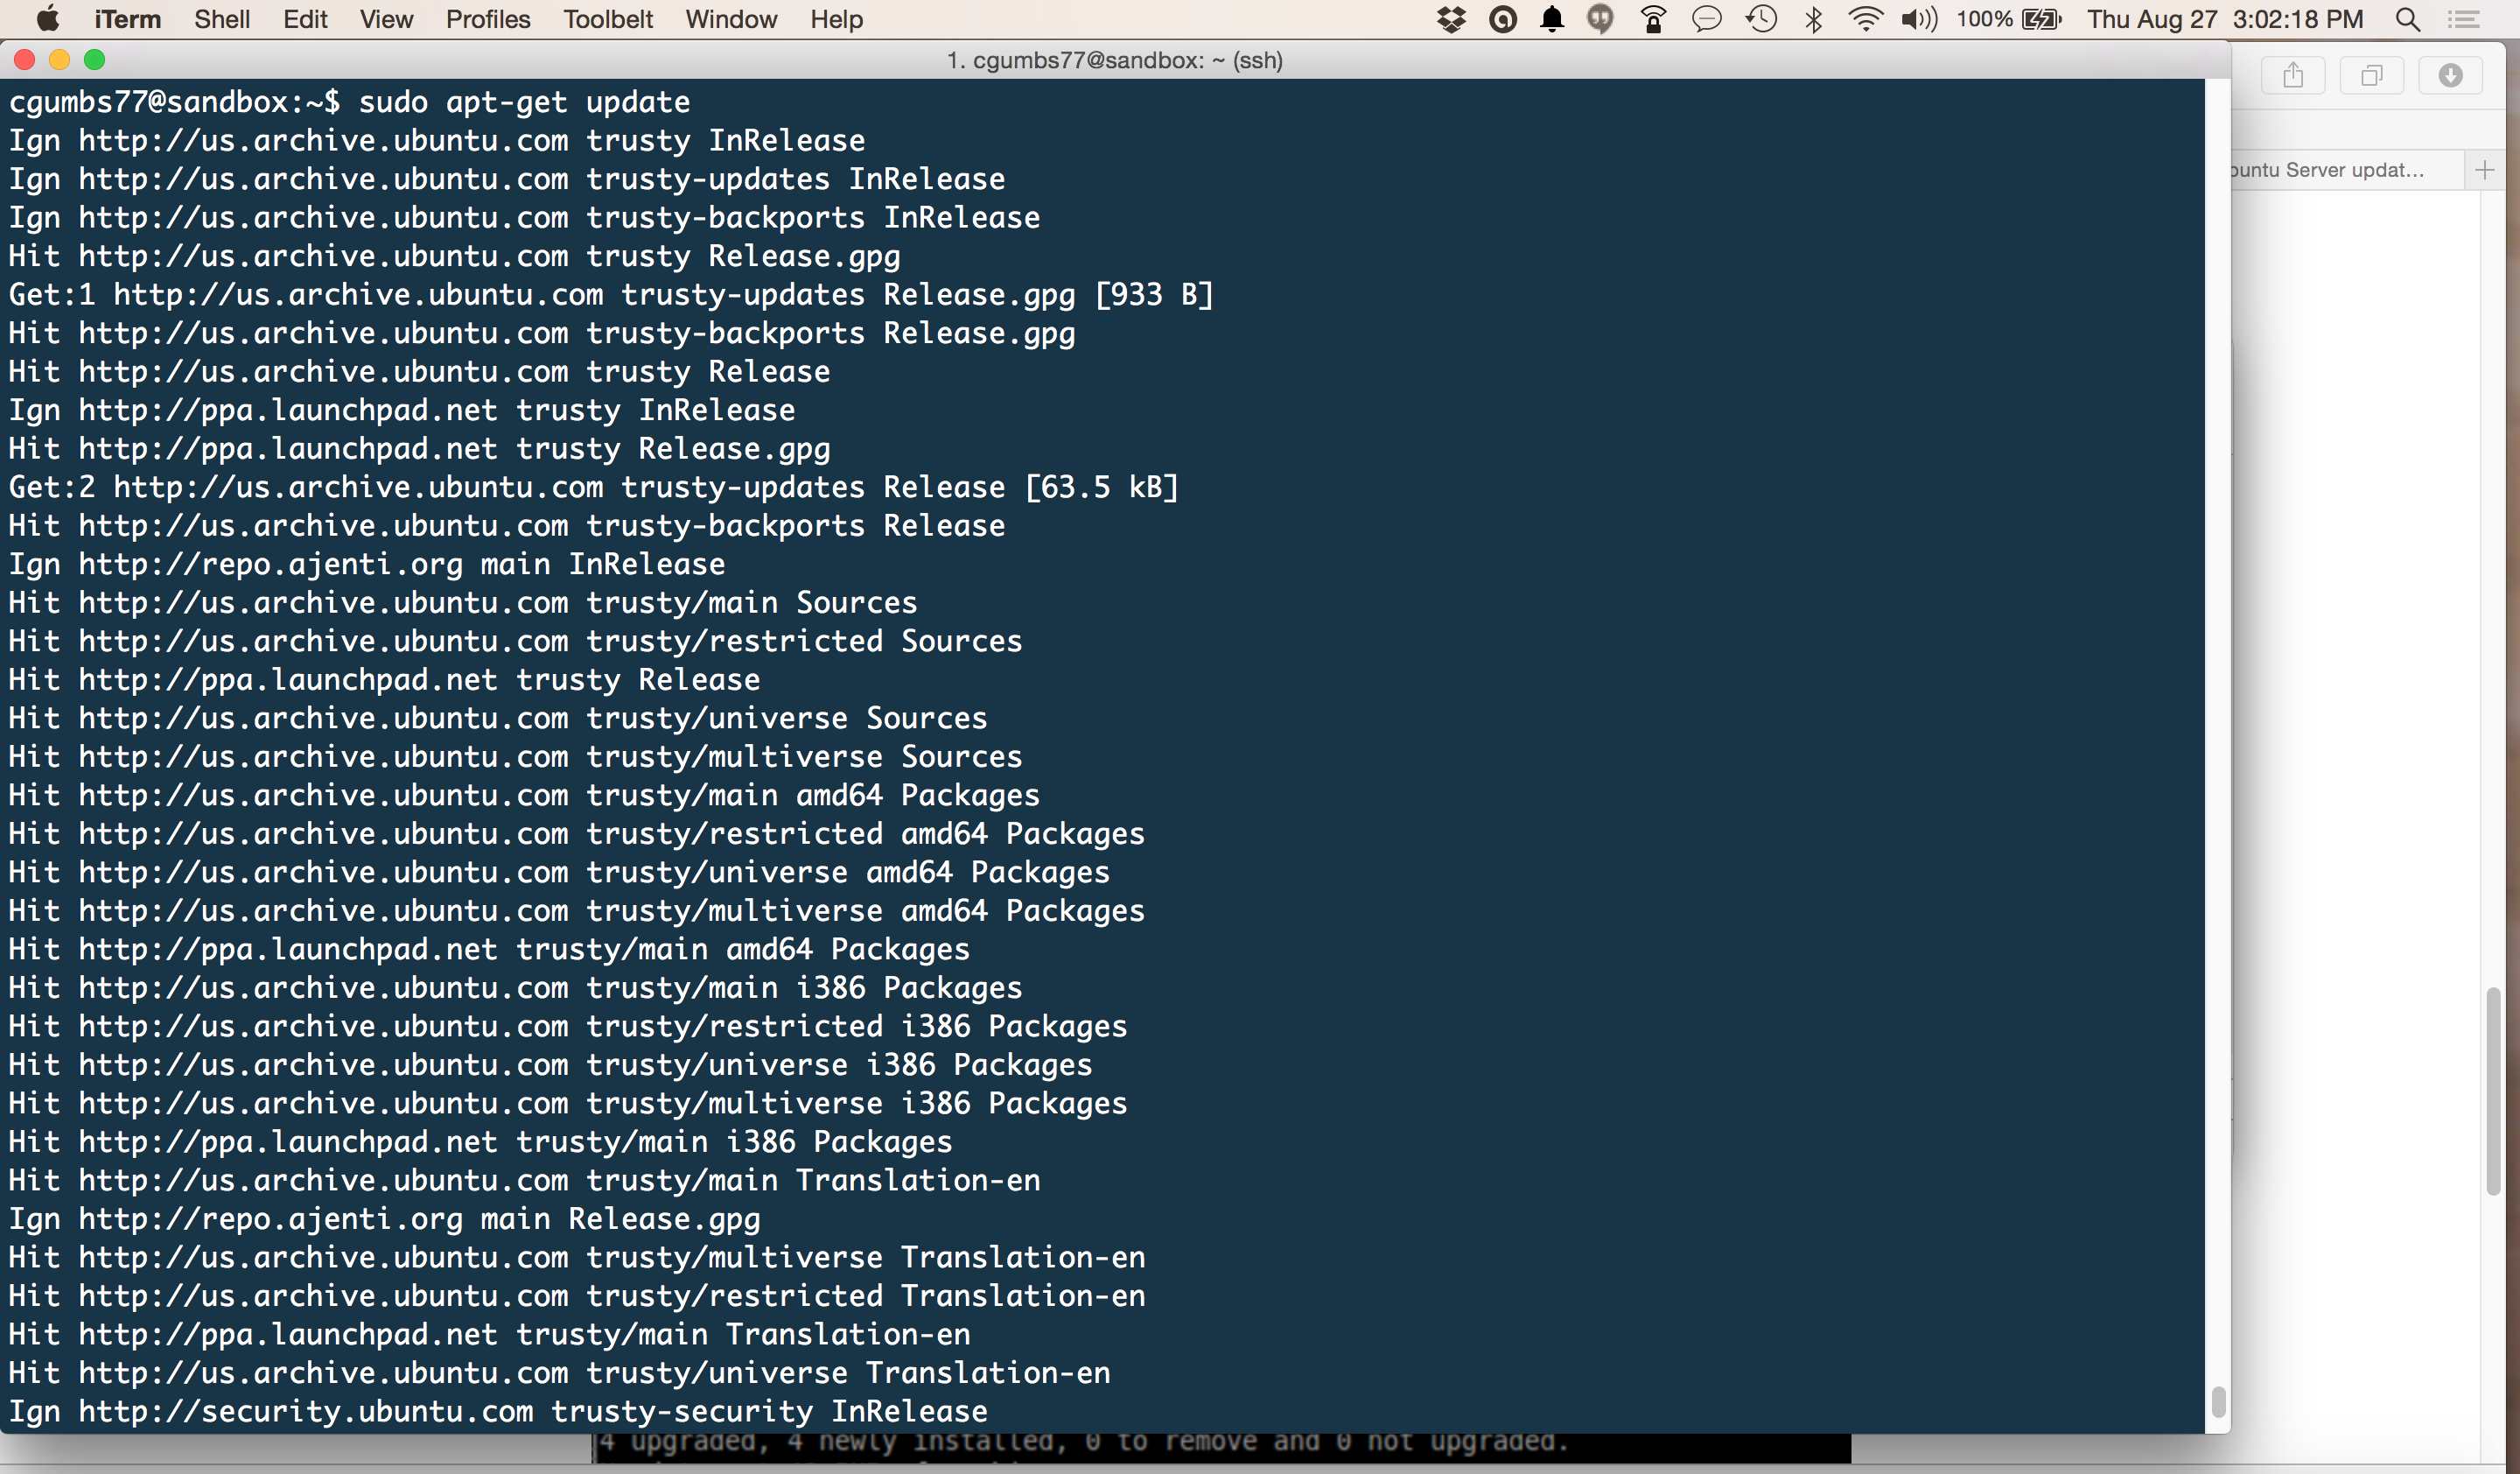 iTerm Shell Edit View Profiles Toolbelt Window Help 100% Thu Aug 27 3:02:18 PM
1. cgumbs77@sandbox: ~ (ssh)
cgumbs77@sandbox:~$ sudo apt-get update
Ign http://us.archive.ubuntu.com trusty InRelease
Ign http://us.archive.ubuntu.com trusty-updates InRelease
Ign http://us.archive.ubuntu.com trusty-backports InRelease
Hit http://us.archive.ubuntu.com trusty Release.gpg
Get:1 http://us.archive.ubuntu.com trusty-updates Release.gpg [933 B]
Hit http://us.archive.ubuntu.com trusty-backports Release.gpg
Hit http://us.archive.ubuntu.com trusty Release
Ign http://ppa.launchpad.net trusty InRelease
Hit http://ppa.launchpad.net trusty Release.gpg
Get:2 http://us.archive.ubuntu.com trusty-updates Release [63.5 kB]
Hit http://us.archive.ubuntu.com trusty-backports Release
Ign http://repo.ajenti.org main InRelease
Hit http://us.archive.ubuntu.com trusty/main Sources
Hit http://us.archive.ubuntu.com trusty/restricted Sources
Hit http://ppa.launchpad.net trusty Release
Hit http://us.archive.ubuntu.com trusty/universe Sources
Hit http://us.archive.ubuntu.com trusty/multiverse Sources
Hit http://us.archive.ubuntu.com trusty/main amd64 Packages
Hit http://us.archive.ubuntu.com trusty/restricted amd64 Packages
Hit http://us.archive.ubuntu.com trusty/universe amd64 Packages
Hit http://us.archive.ubuntu.com trusty/multiverse amd64 Packages
Hit http://ppa.launchpad.net trusty/main amd64 Packages
Hit http://us.archive.ubuntu.com trusty/main i386 Packages
Hit http://us.archive.ubuntu.com trusty/restricted i386 Packages
Hit http://us.archive.ubuntu.com trusty/universe i386 Packages
Hit http://us.archive.ubuntu.com trusty/multiverse i386 Packages
Hit http://ppa.launchpad.net trusty/main i386 Packages
Hit http://us.archive.ubuntu.com trusty/main Translation-en
Ign http://repo.ajenti.org main Release.gpg
Hit http://us.archive.ubuntu.com trusty/multiverse Translation-en
Hit http://us.archive.ubuntu.com trusty/restricted Translation-en
Hit http://ppa.launchpad.net trusty/main Translation-en
Hit http://us.archive.ubuntu.com trusty/universe Translation-en
Ign http://security.ubuntu.com trusty-security InRelease
buntu Server updat...
4 upgraded, 4 newly installed, 0 to remove and 0 not upgraded.